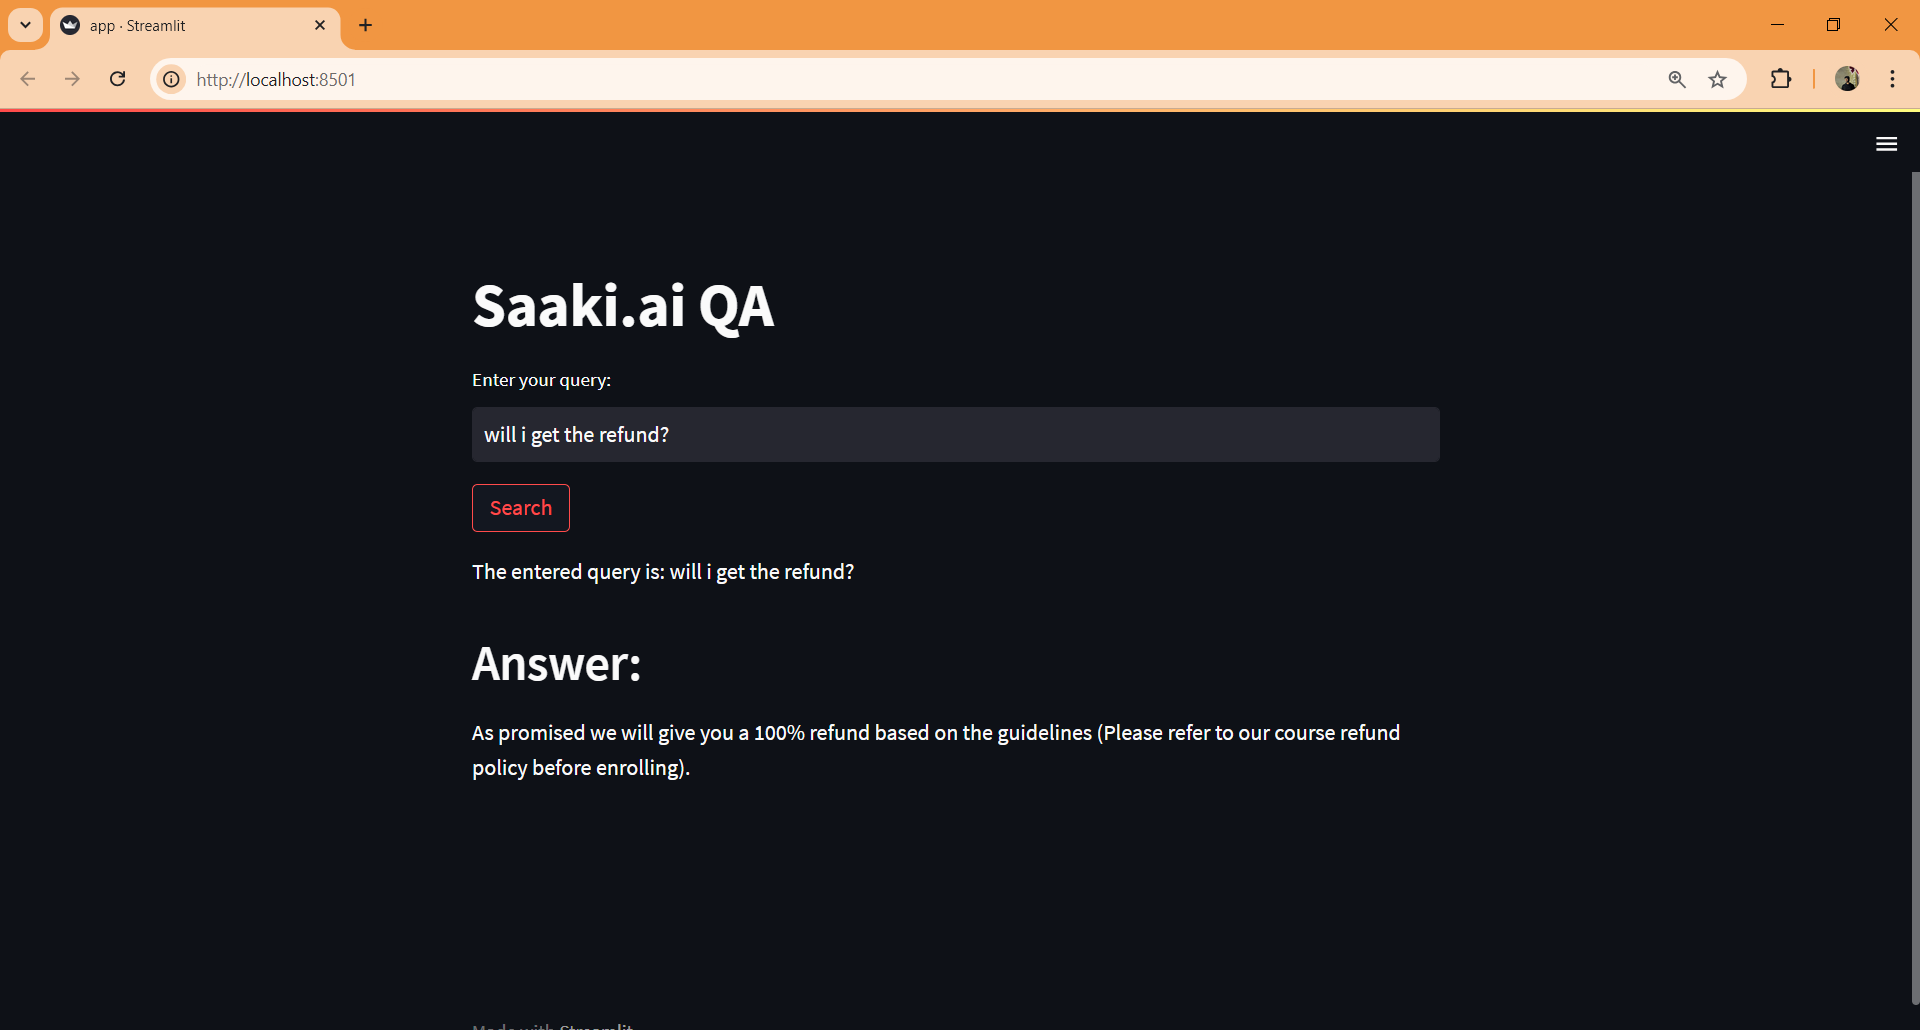 app · Streamlit
http://localhost:8501
Saaki.ai QA
Enter your query:
will i get the refund?
Search
The entered query is: will i get the refund?
Answer:
As promised we will give you a 100% refund based on the guidelines (Please refer to our course refund
policy before enrolling).
Made with Streamlit